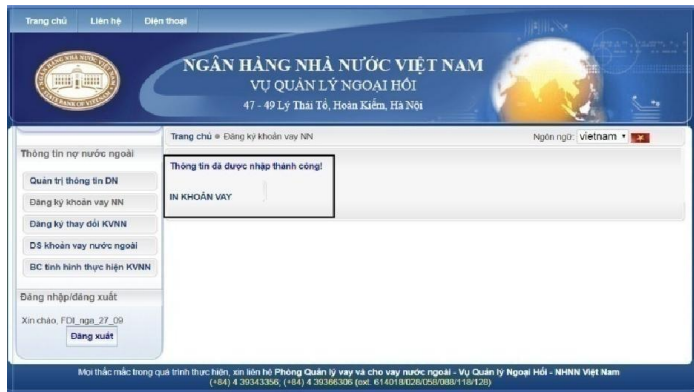 Trang chủ Liên hệ Điện thoại
NGÂN HÀNG NHÀ NƯỚC VIỆT NAM
VỤ QUẢN LÝ NGOẠI HỐI
47 - 49 Lý Thái Tổ, Hoàn Kiếm, Hà Nội
Trang chủ Đăng ký khoản vay NN
Ngôn ngữ: vietnam
Thông tin nợ nước ngoài
Thông tin đã được nhập thành công!
IN KHOẢN VAY
Quản trị thông tin DN
Đăng ký khoản vay NN
Đăng ký thay đổi KVNN
DS khoản vay nước ngoài
BC tình hình thực hiện KVNN
Đăng nhập/đăng xuất
Xin chào, FDI_nga_27_09
Đăng xuất
Mọi thắc mắc trong quá trình thực hiện, xin liên hệ Phòng Quản lý vay và cho vay nước ngoài - Vụ Quản lý Ngoại Hối - NHNN Việt Nam
(+84) 4 39343356, (+84) 4 39366306 (ext. 614018/028/058/088/118/128)